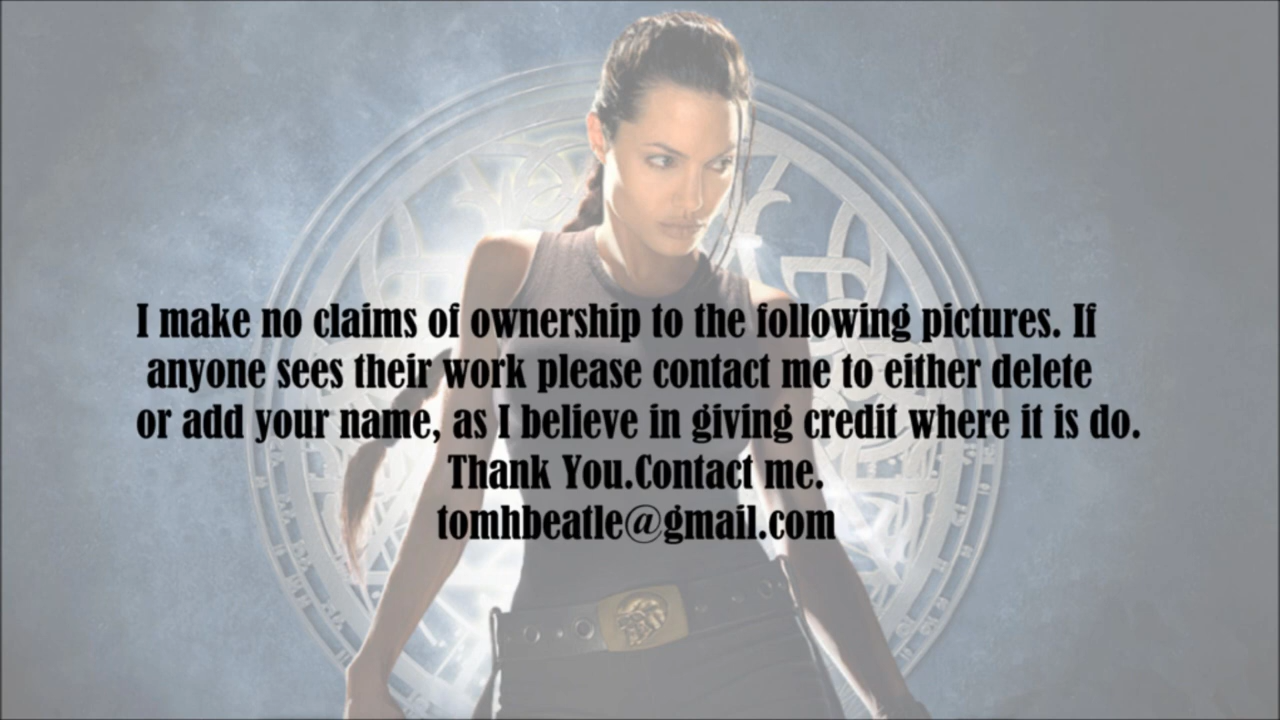 I make no claims of ownership to the following pictures. If
anyone sees their work please contact me to either delete
or add your name, as I believe in giving credit where it is do.
Thank You.Contact me.
tomhbeatle@gmail.com